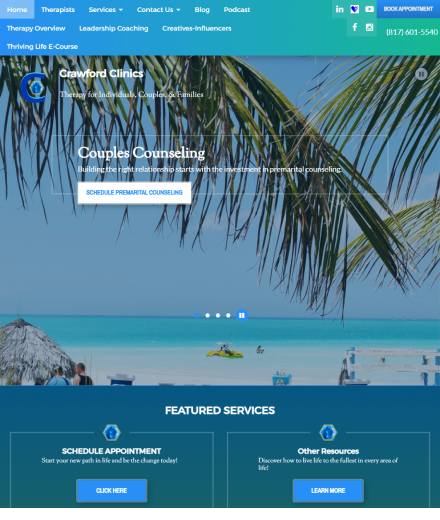 Home Therapists Services Contact Us Blog Podcast
BOOK APPOINTMENT
Therapy Overview Leadership Coaching Creatives-Influencers
(817) 601-5540
Thriving Life E-Course
Crawford Clinics
Therapy for Individuals, Couples, & Families
Couples Counseling
Building the right relationship starts with the investment in premarital counseling.
SCHEDULE PREMARITAL COUNSELING
FEATURED SERVICES
SCHEDULE APPOINTMENT
Start your new path in life and be the change today!
CLICK HERE
Other Resources
Discover how to live life to the fullest in every area of
life!
LEARN MORE